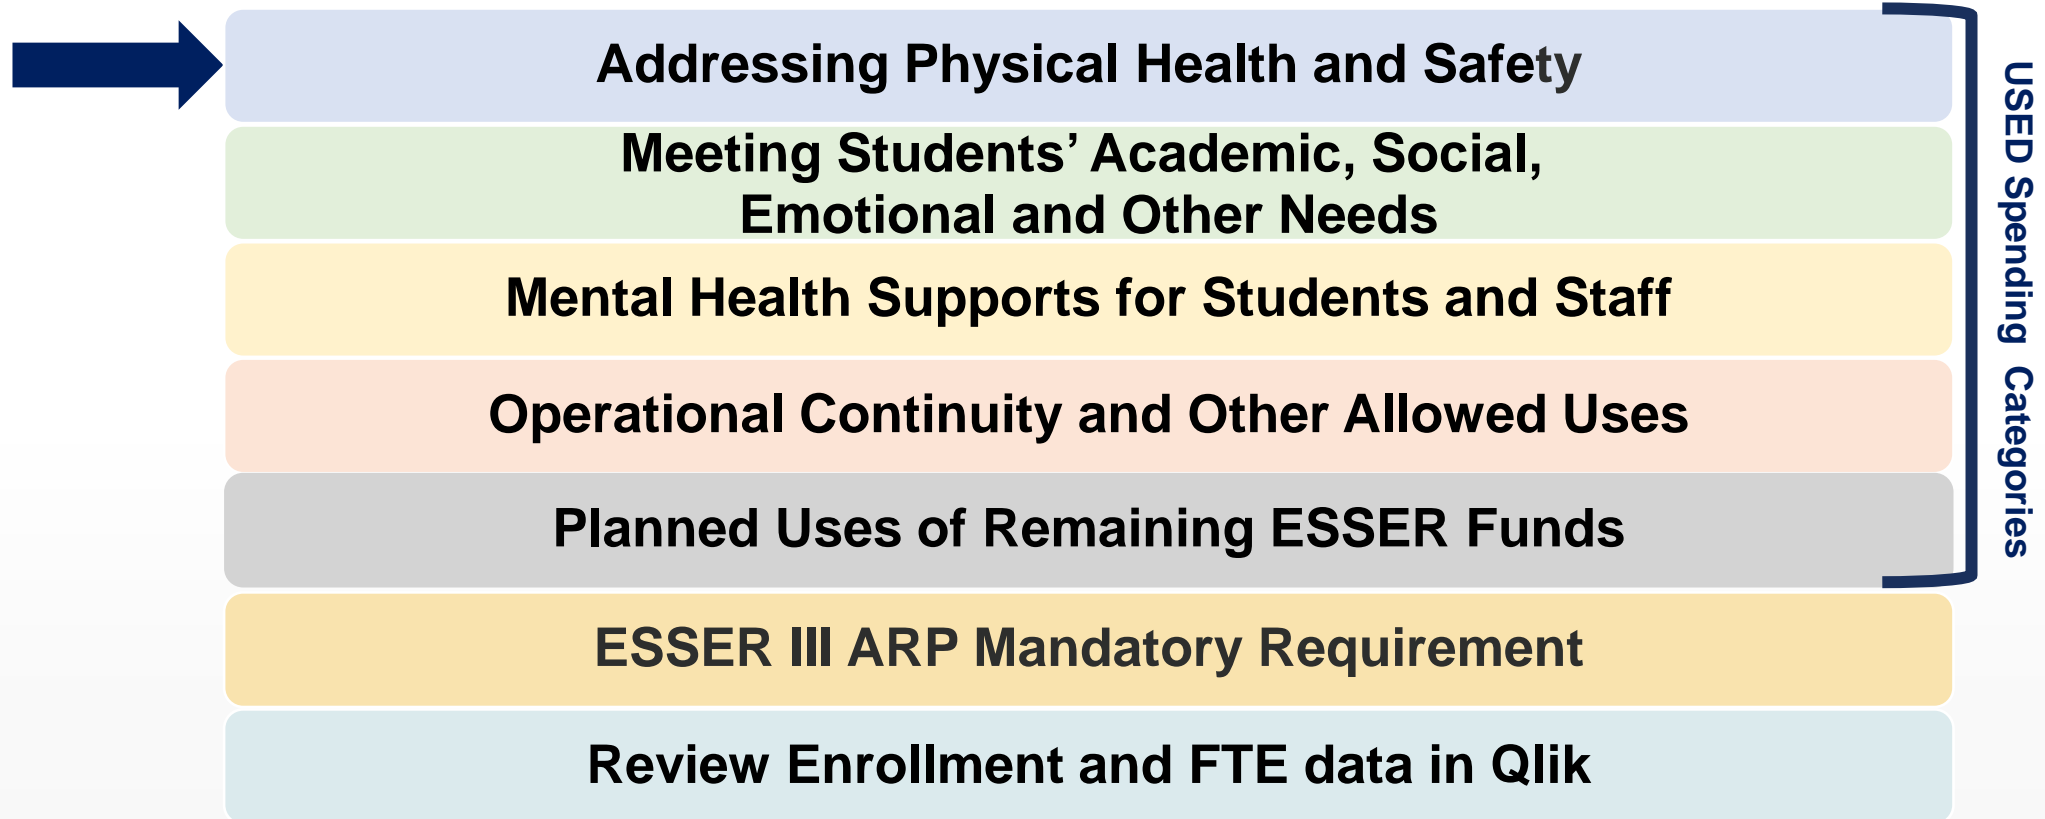 Addressing Physical Health and Safety
Meeting Students’ Academic, Social,
Emotional and Other Needs
Mental Health Supports for Students and Staff
Operational Continuity and Other Allowed Uses
Planned Uses of Remaining ESSER Funds
ESSER III ARP Mandatory Requirement
Review Enrollment and FTE data in Qlik
USED Spending Categories